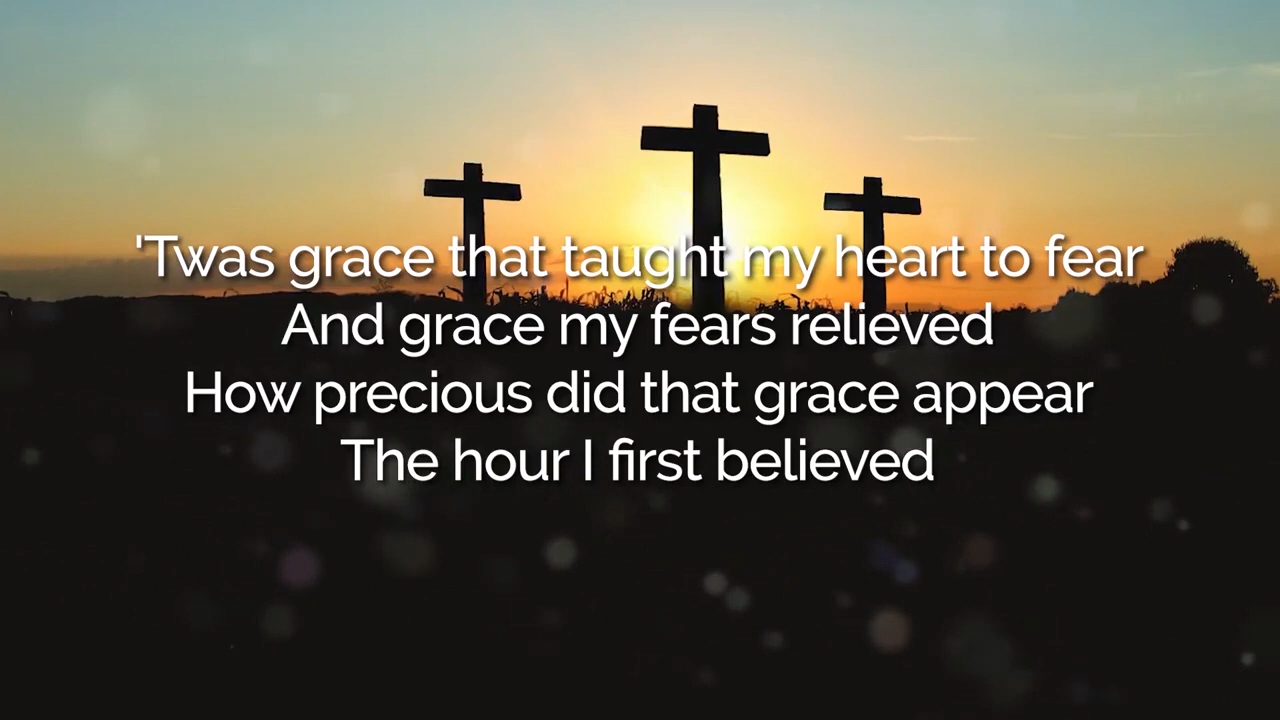 'Twas grace that taught my heart to fear
And grace my fears relieved
How precious did that grace appear
The hour I first believed